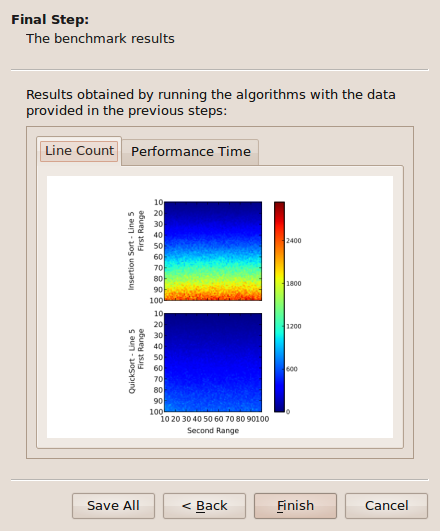 Final Step:
The benchmark results
Results obtained by running the algorithms with the data
provided in the previous steps:
Line Count
Performance Time
Insertion Sort - Line 5
First Range
10
20
30
40
50
60
70
80
90
100
2400
1800
1200
600
0
QuickSort - Line 5
First Range
10
20
30
40
50
60
70
80
90
100
10 20 30 40 50 60 70 80 90100
Second Range
Save All
< Back
Finish
Cancel